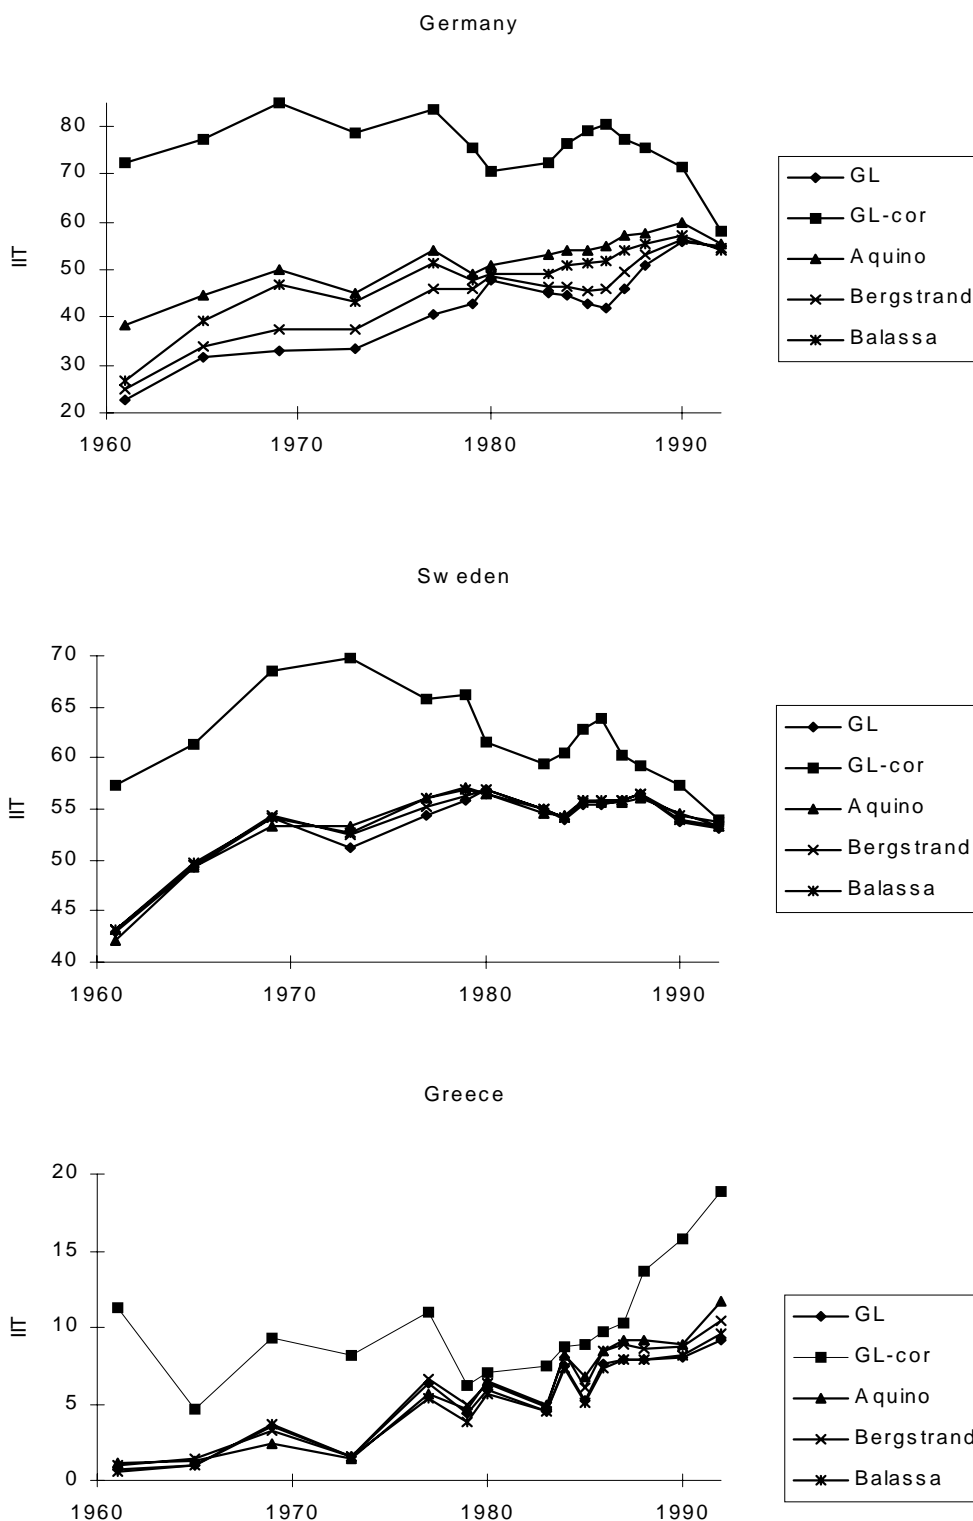 Germany
80
70
60
50
40
30
20
IIT
1960 1970 1980 1990
GL
GL-cor
Aquino
Bergstrand
Balassa
Sweden
70
65
60
55
50
45
40
IIT
1960 1970 1980 1990
GL
GL-cor
Aquino
Bergstrand
Balassa
Greece
20
15
10
5
0
IIT
1960 1970 1980 1990
GL
GL-cor
Aquino
Bergstrand
Balassa